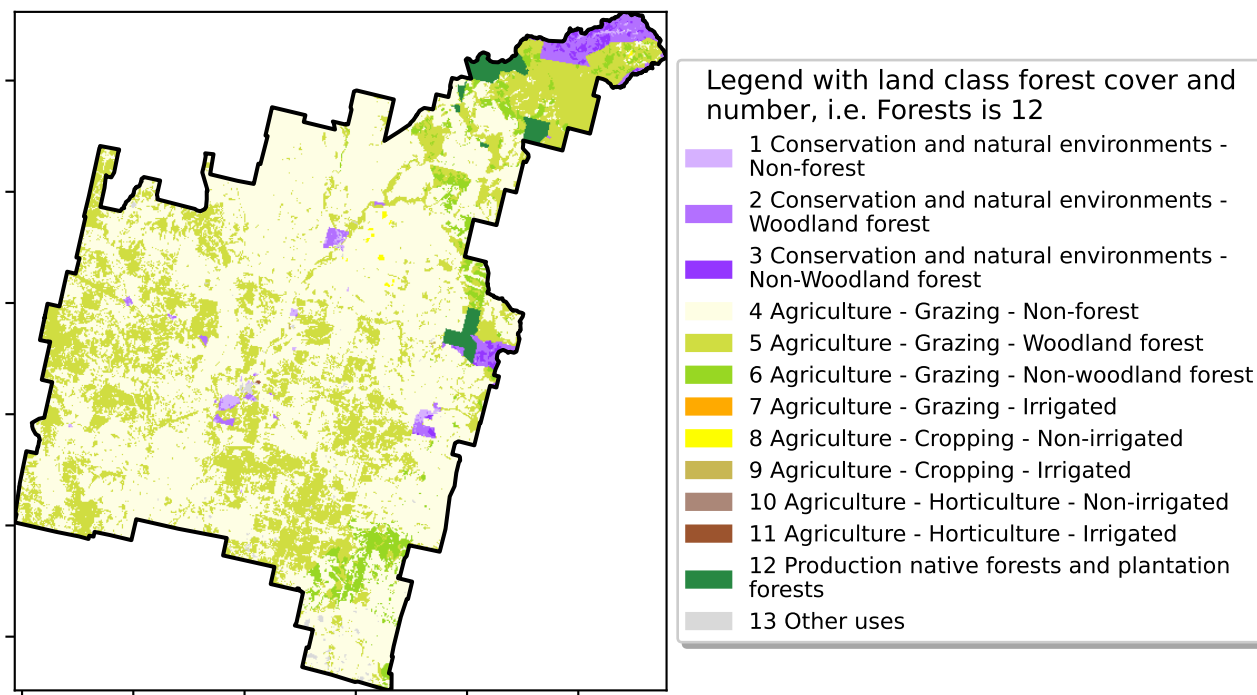 Legend with land class forest cover and
number, i.e. Forests is 12
1 Conservation and natural environments -
Non-forest
2 Conservation and natural environments -
Woodland forest
3 Conservation and natural environments -
Non-Woodland forest
4 Agriculture - Grazing - Non-forest
5 Agriculture - Grazing - Woodland forest
6 Agriculture - Grazing - Non-woodland forest
7 Agriculture - Grazing - Irrigated
8 Agriculture - Cropping - Non-irrigated
9 Agriculture - Cropping - Irrigated
10 Agriculture - Horticulture - Non-irrigated
11 Agriculture - Horticulture - Irrigated
12 Production native forests and plantation
forests
13 Other uses